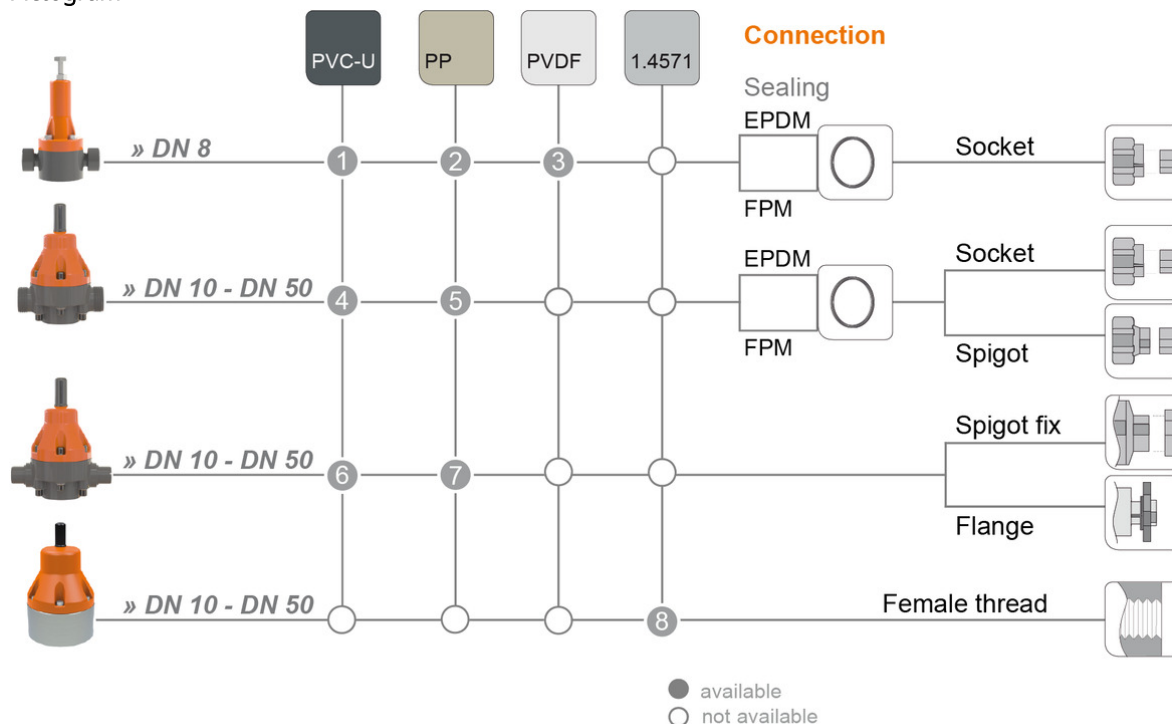 PVC-U PP PVDF 1.4571 Connection
Sealing
» DN 8 1 2 3 EPDM Socket
FPM
» DN 10 - DN 50 4 5 EPDM Socket
FPM Spigot
» DN 10 - DN 50 6 7 Spigot fix
Flange
» DN 10 - DN 50 8 Female thread
available
not available